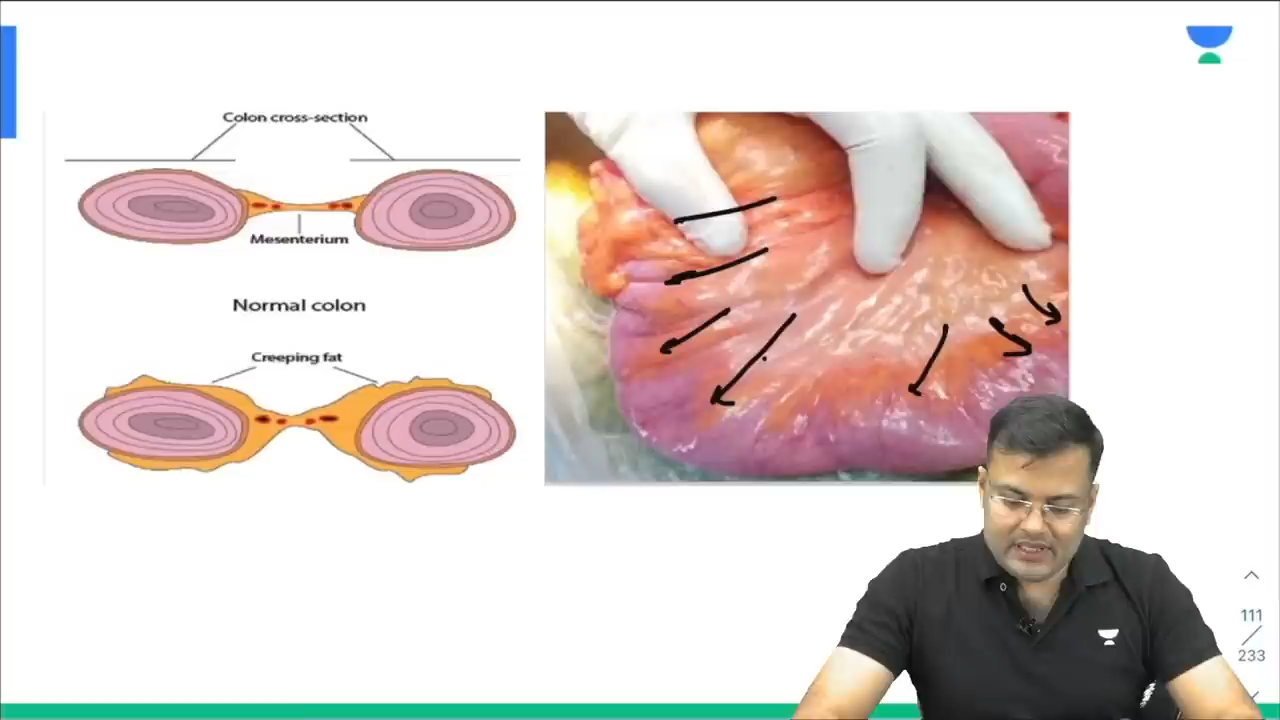 Colon cross-section
Mesenterium
Normal colon
Creeping fat
111
233